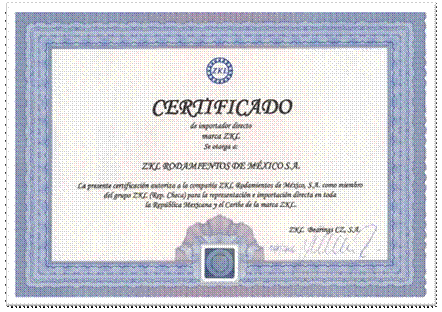 ZKL
CERTIFICADO
de importador directo
marca ZKL
Se otorga a:
ZKL RODAMIENTOS DE MÉXICO S.A.
La presente certificación autoriza a la compañía ZKL Rodamientos de México, S.A. como miembro
del grupo ZKL (Rep. Checa) para la representación e importación directa en toda
la República Mexicana y el Caribe de la marca ZKL.
ZKL Bearings CZ, S.A.